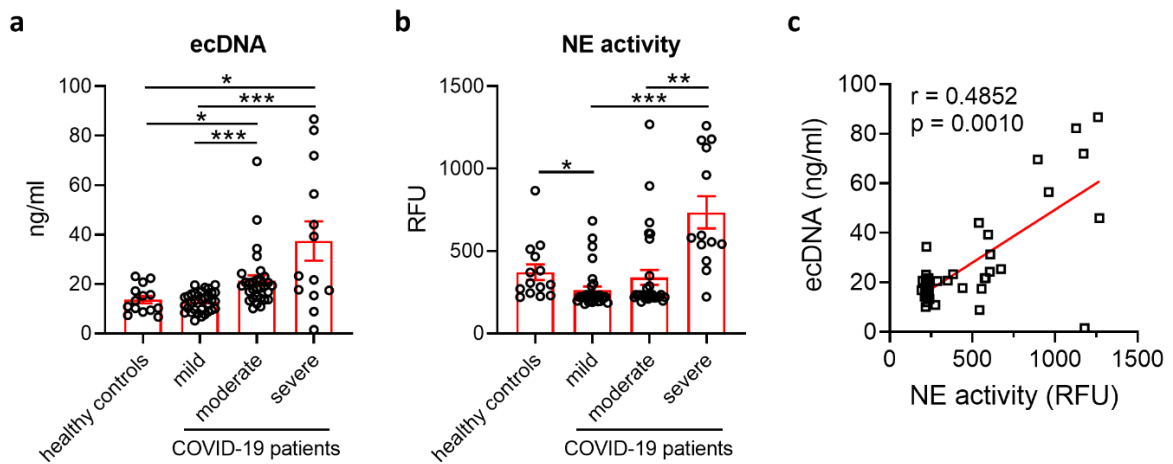 a
ecDNA
ng/ml
100
80
60
40
20
0
*
***
*
***
healthy controls
mild
moderate
severe
COVID-19 patients
b
NE activity
RFU
1500
1000
500
0
**
***
*
healthy controls
mild
moderate
severe
COVID-19 patients
c
r = 0.4852
p = 0.0010
ecDNA (ng/ml)
100
80
60
40
20
0
0
500
1000
1500
NE activity (RFU)